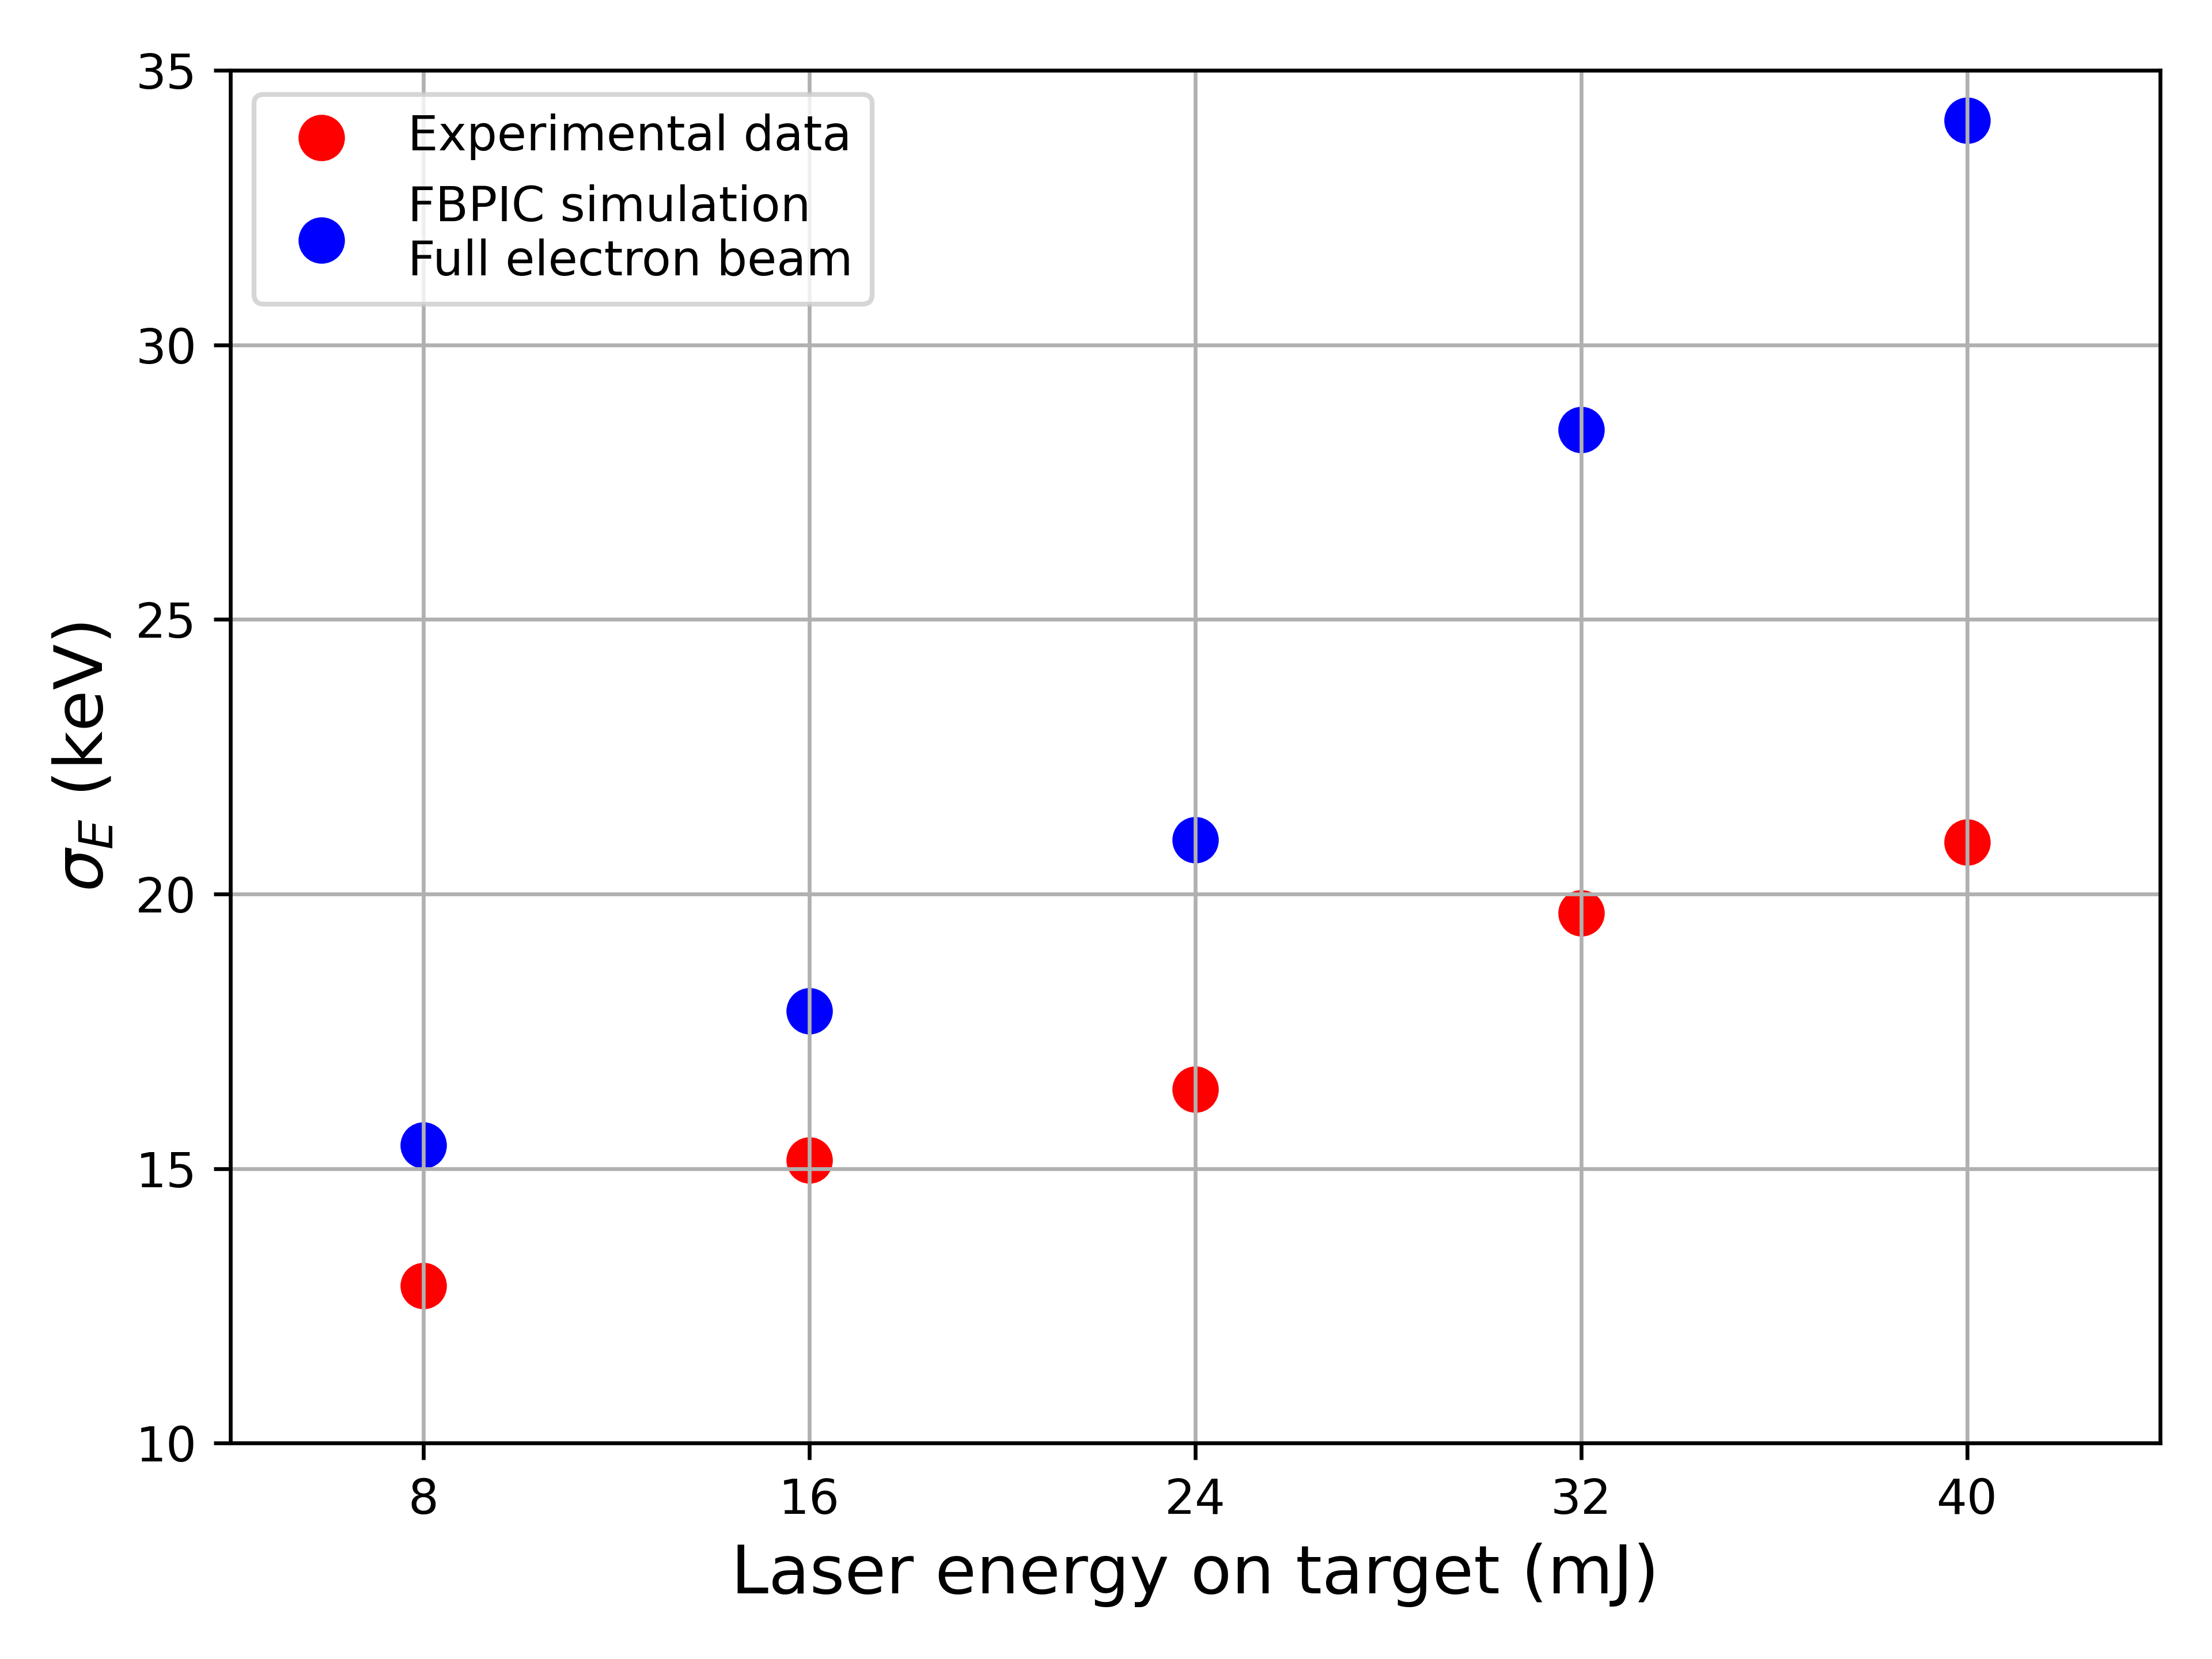 35
30
25
20
15
10
σE (keV)
Experimental data
FBPIC simulation
Full electron beam
8 16 24 32 40
Laser energy on target (mJ)